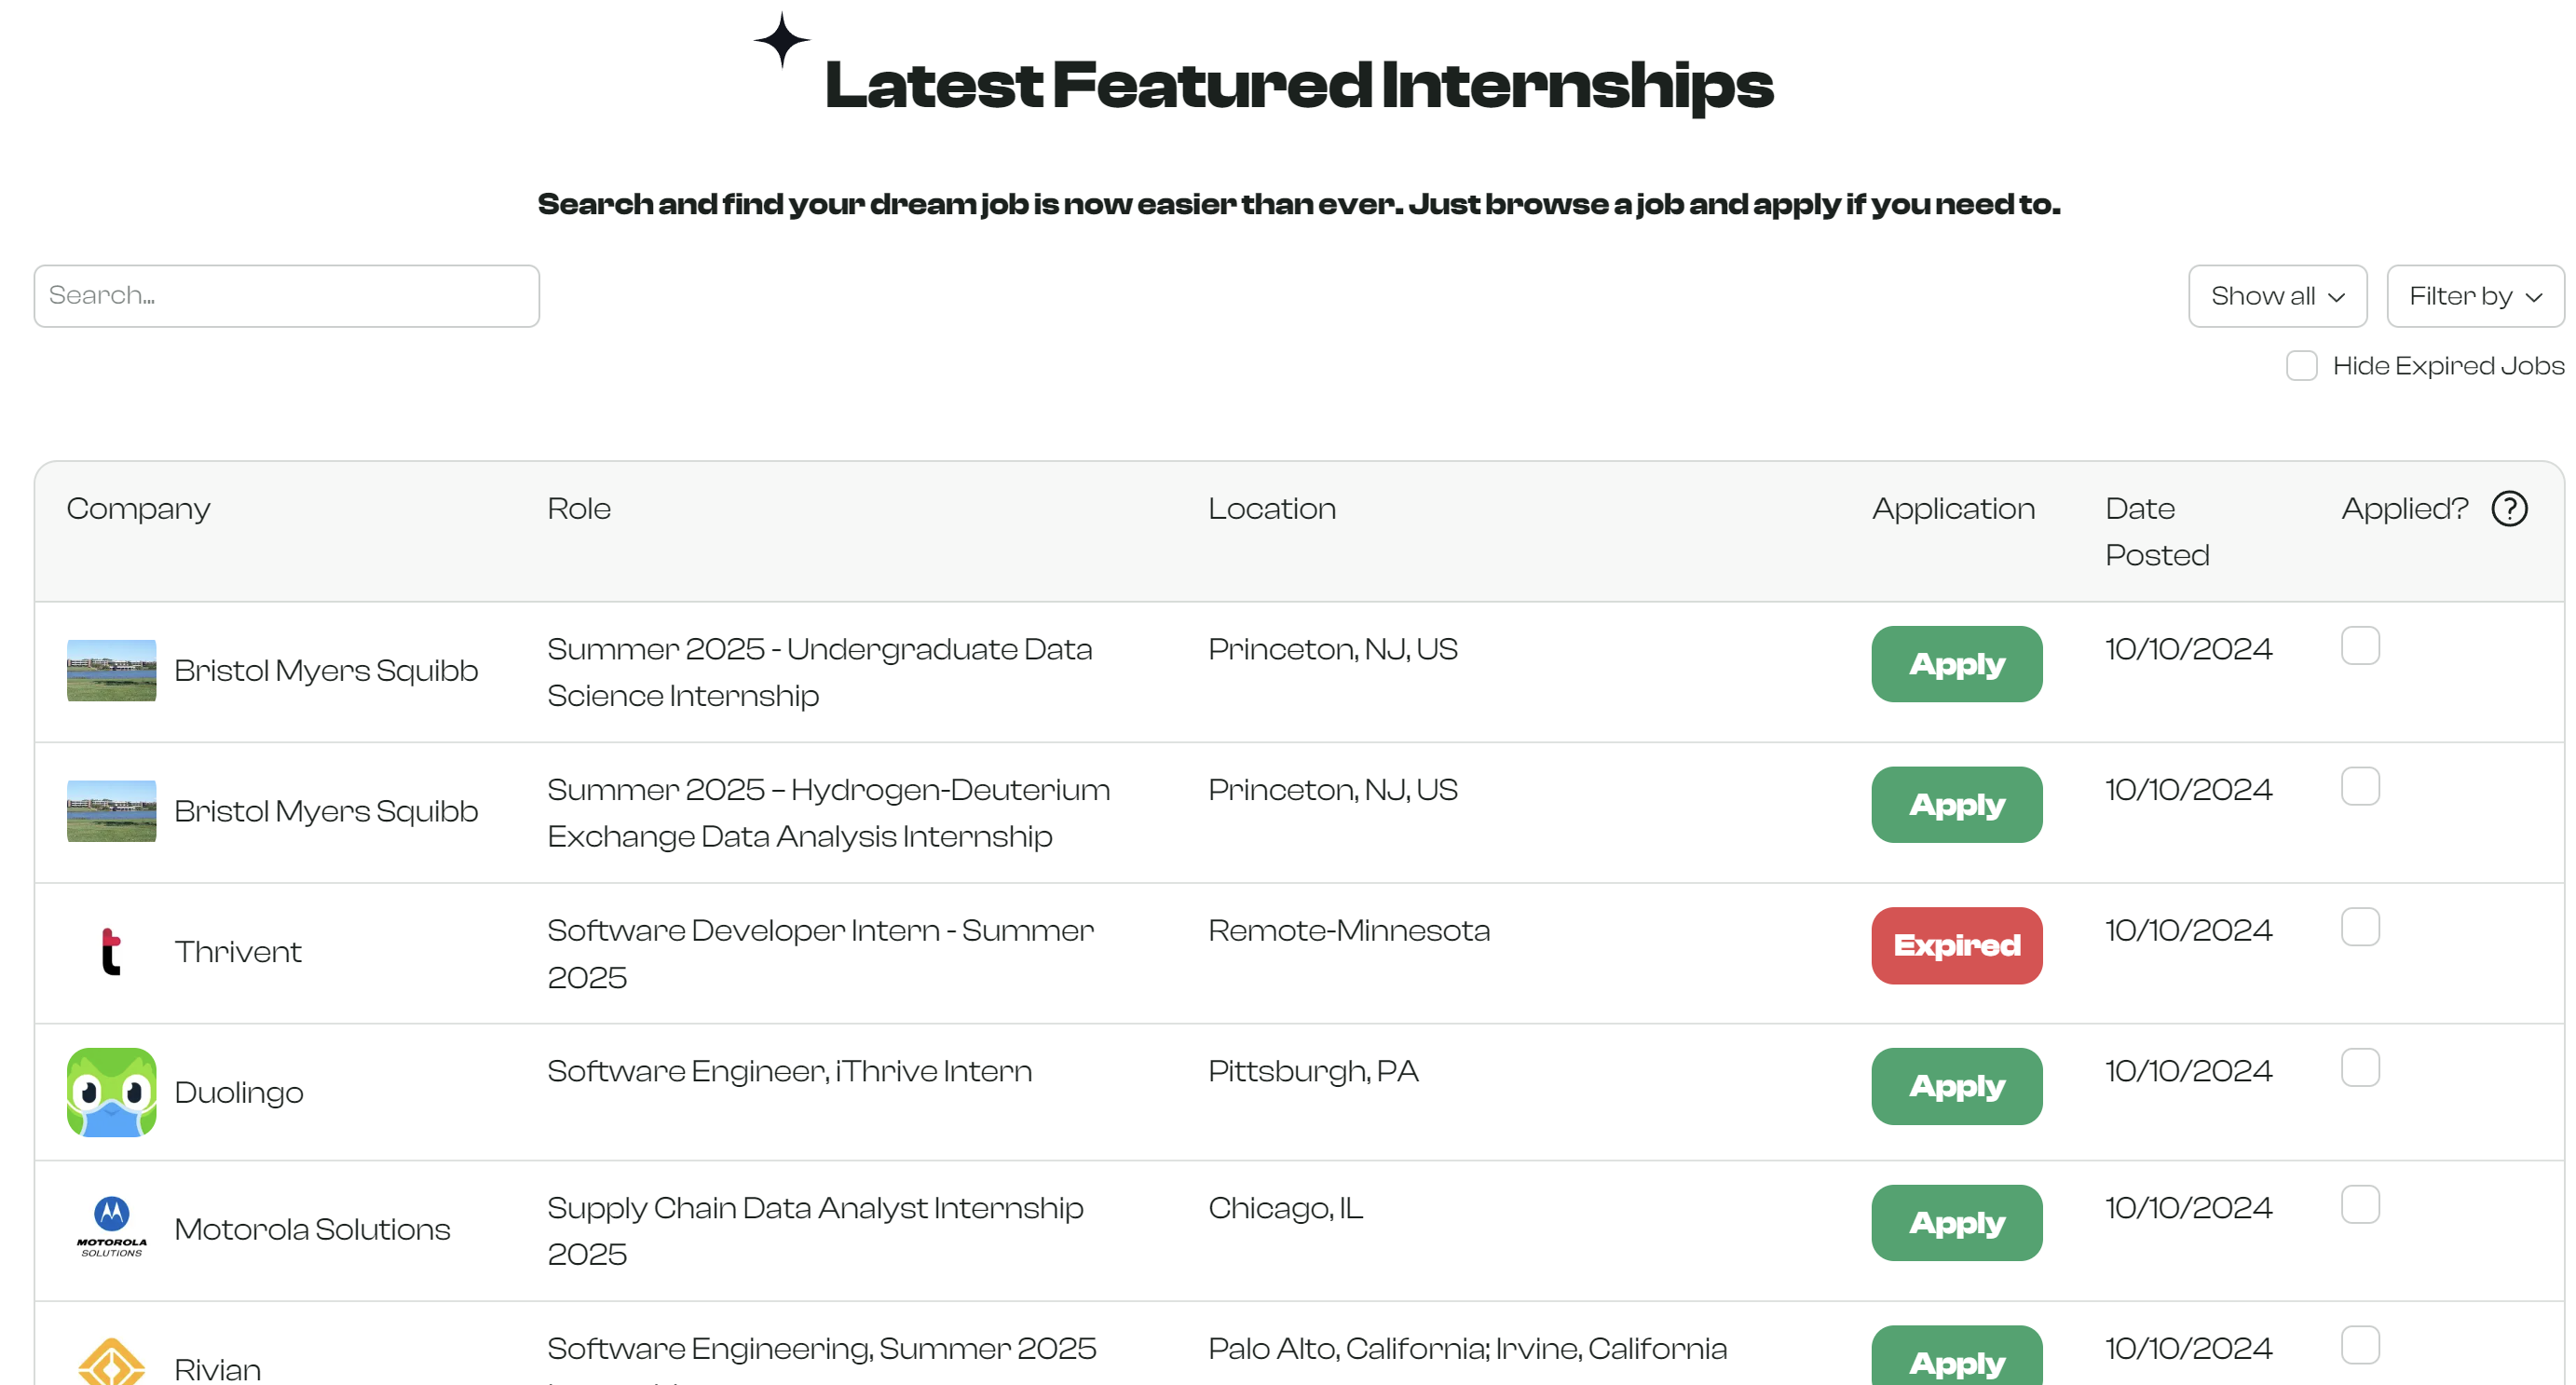 Latest Featured Internships
Search and find your dream job is now easier than ever. Just browse a job and apply if you need to.
Search...
Show all
Filter by
Hide Expired Jobs
Company
Role
Location
Application
Date
Posted
Applied?
?
Bristol Myers Squibb
Summer 2025 - Undergraduate Data
Science Internship
Princeton, NJ, US
Apply
10/10/2024
Bristol Myers Squibb
Summer 2025 – Hydrogen-Deuterium
Exchange Data Analysis Internship
Princeton, NJ, US
Apply
10/10/2024
t
Thrivent
Software Developer Intern - Summer
2025
Remote-Minnesota
Expired
10/10/2024
Duolingo
Software Engineer, iThrive Intern
Pittsburgh, PA
Apply
10/10/2024
MOTOROLA
SOLUTIONS
Motorola Solutions
Supply Chain Data Analyst Internship
2025
Chicago, IL
Apply
10/10/2024
Rivian
Software Engineering, Summer 2025
Palo Alto, California; Irvine, California
Apply
10/10/2024